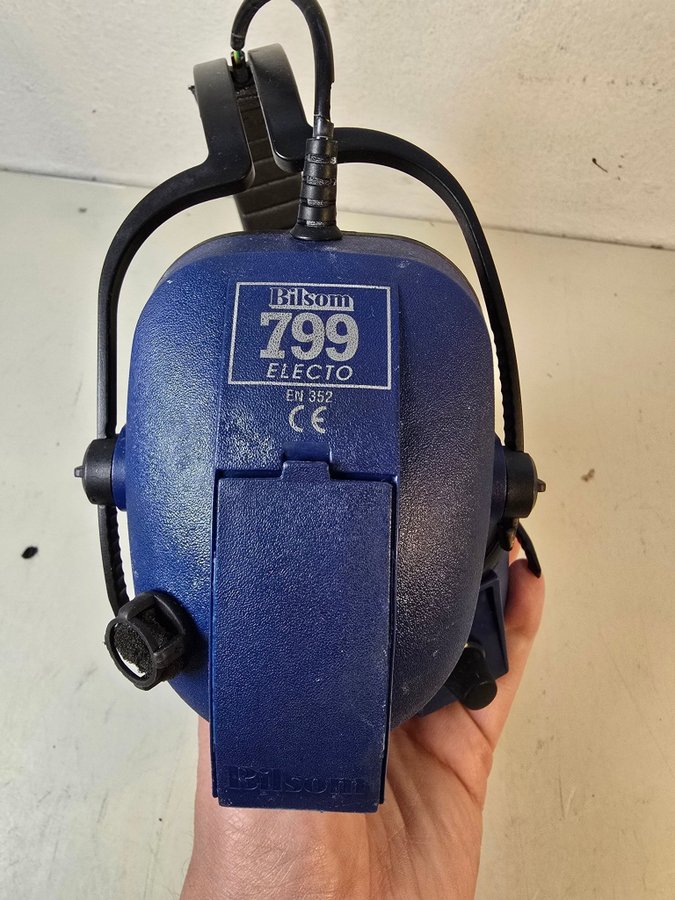 Bilsom
799
ELECTO
EN 352
CE
Bilsom